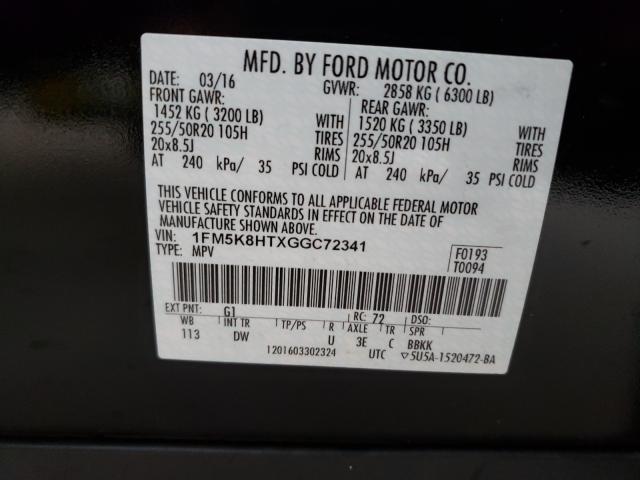 MFD. BY FORD MOTOR CO.
DATE: 03/16 GVWR: 2858 KG ( 6300 LB)
FRONT GAWR: REAR GAWR:
1452 KG ( 3200 LB) WITH 1520 KG ( 3350 LB) WITH
255/50R20 105H TIRES 255/50R20 105H TIRES
20x8.5J RIMS 20x8.5J RIMS
AT 240 kPa/ 35 PSI COLD AT 240 kPa/ 35 PSI COLD
THIS VEHICLE CONFORMS TO ALL APPLICABLE FEDERAL MOTOR
VEHICLE SAFETY STANDARDS IN EFFECT ON THE DATE OF
MANUFACTURE SHOWN ABOVE.
VIN: 1FM5K8HTXGGC72341 F0193
TYPE: MPV T0094
EXT PNT: G1 RC: 72 DSO:
WB INT TR TP/PS R AXLE TR SPR
113 DW U 3E C BBKK
1201603302324 UTC ▽5U5A-1520472-BA